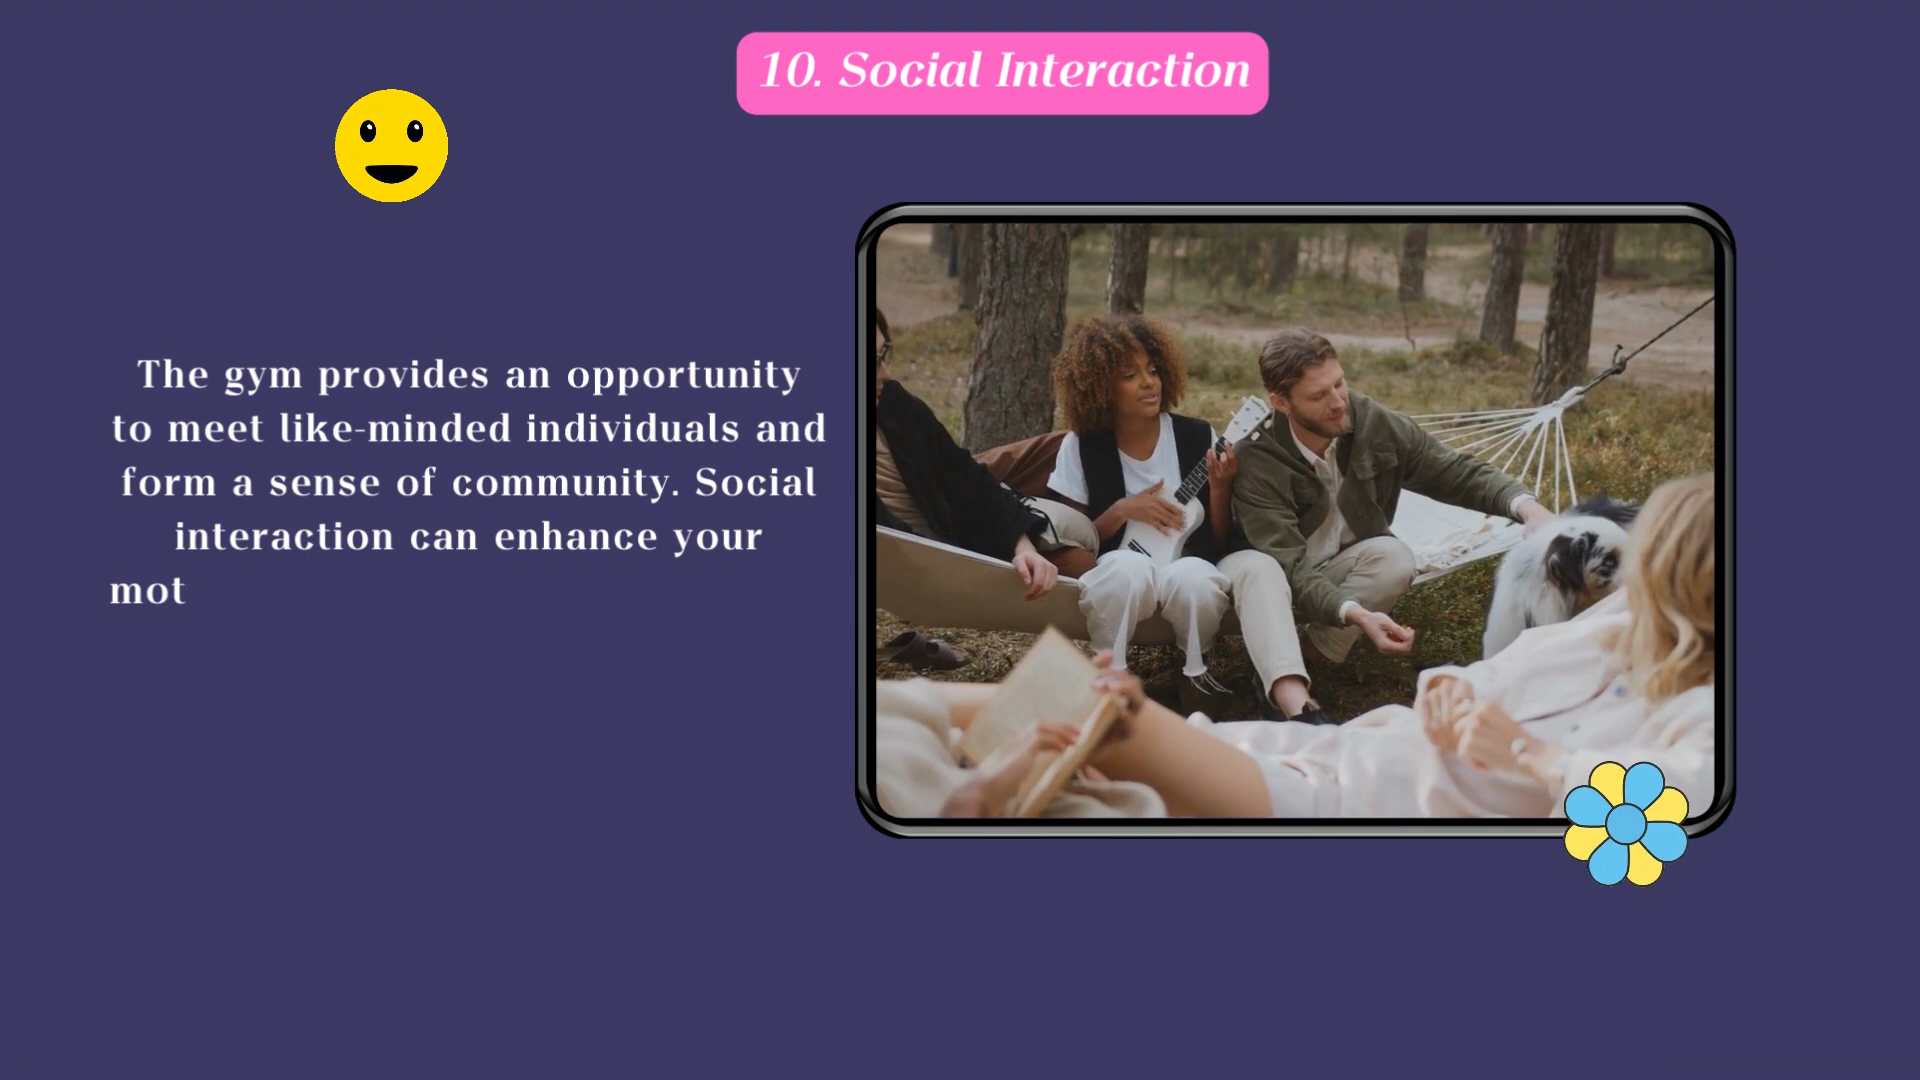 10. Social Interaction
The gym provides an opportunity
to meet like-minded individuals and
form a sense of community. Social
interaction can enhance your
mot